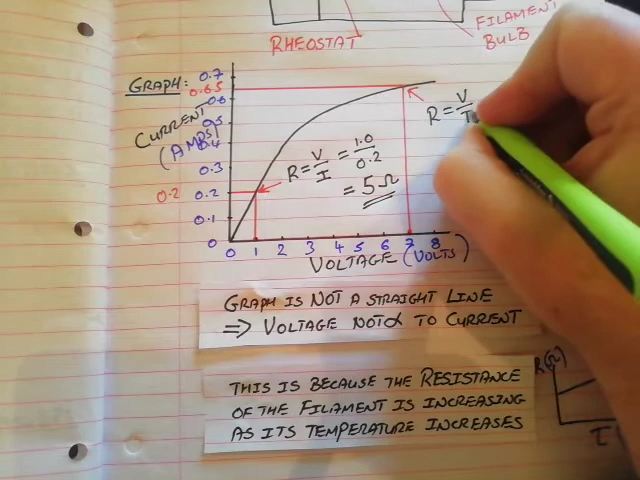 RHEOSTAT
FILAMENT
BULB
GRAPH:
CURRENT
(AMPS)
0.7
0.65
0.6
0.5
0.4
0.3
0.2
0.2
0.1
0
0 1 2 3 4 5 6 7 8
VOLTAGE (VOLTS)
R = V/I = 1.0/0.2
= 5Ω
R = V/I
GRAPH IS NOT A STRAIGHT LINE
⇒ VOLTAGE NOT ∝ TO CURRENT
THIS IS BECAUSE THE RESISTANCE
OF THE FILAMENT IS INCREASING
AS ITS TEMPERATURE INCREASES
R(Ω)